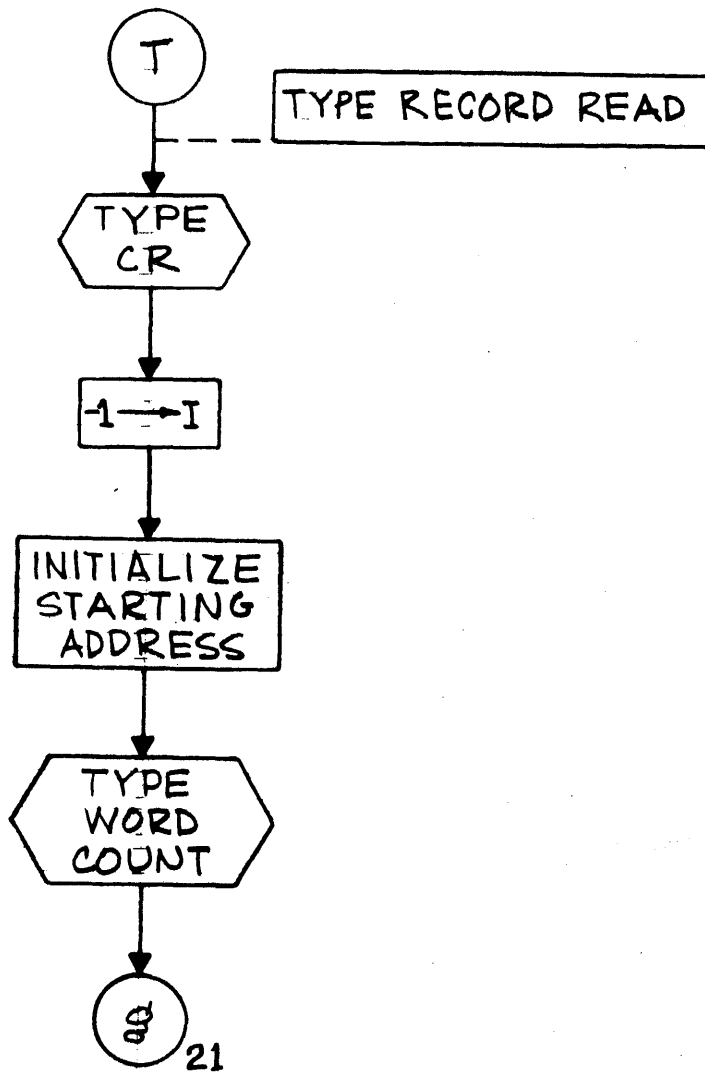 T
TYPE RECORD READ
TYPE
CR
-1→I
INITIALIZE
STARTING
ADDRESS
TYPE
WORD
COUNT
21